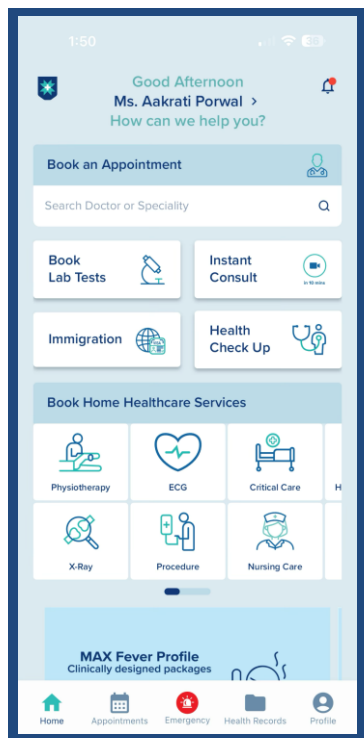 1:50
38
Good Afternoon
Ms. Aakrati Porwal >
How can we help you?
Book an Appointment
Search Doctor or Speciality
Book
Lab Tests
Instant
Consult
in 10 mins
Immigration
Health
Check Up
Book Home Healthcare Services
Physiotherapy
ECG
Critical Care
H
X-Ray
Procedure
Nursing Care
MAX Fever Profile
Clinically designed packages
Home
Appointments
Emergency
Health Records
Profile